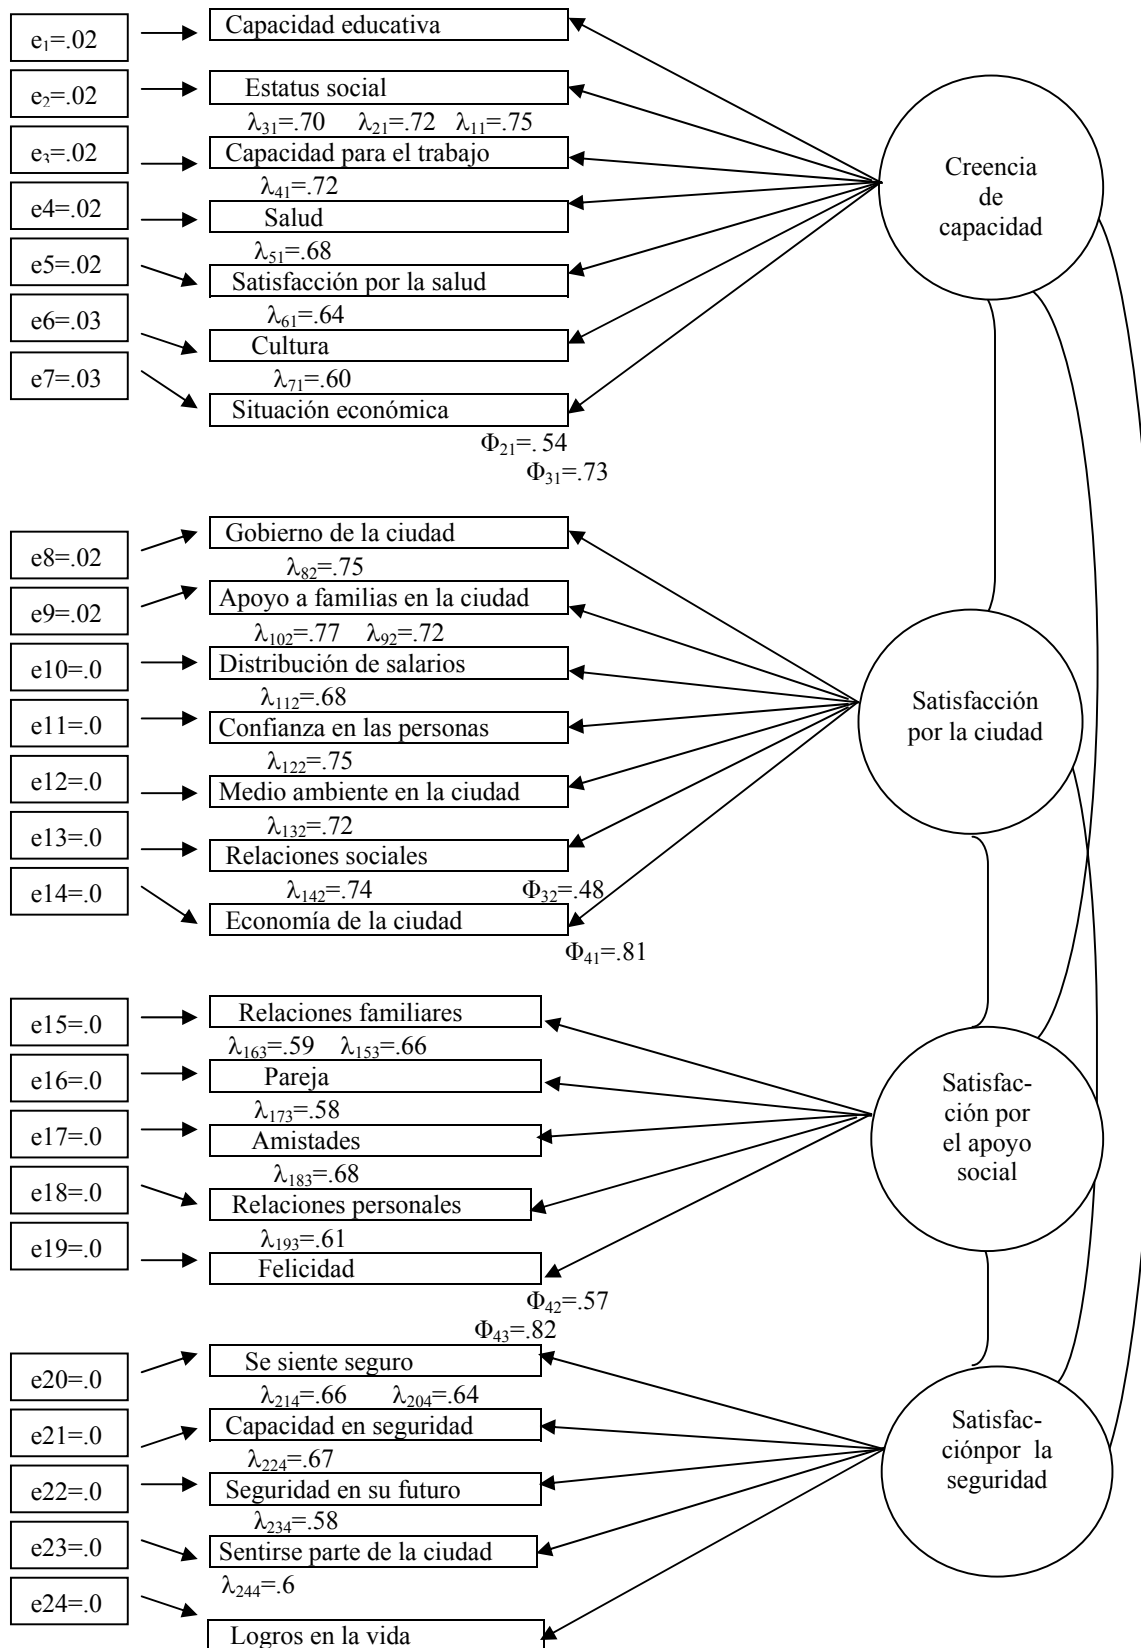 e₁=.02
Capacidad educativa
e₂=.02
Estatus social
λ₃₁=.70 λ₂₁=.72 λ₁₁=.75
e₃=.02
Capacidad para el trabajo
λ₄₁=.72
e4=.02
Salud
λ₅₁=.68
e5=.02
Satisfacción por la salud
λ₆₁=.64
e6=.03
Cultura
λ₇₁=.60
e7=.03
Situación económica
Φ₂₁=. 54
Φ₃₁=.73
Creencia
de
capacidad
e8=.02
Gobierno de la ciudad
λ₈₂=.75
e9=.02
Apoyo a familias en la ciudad
λ₁₀₂=.77 λ₉₂=.72
e10=.0
Distribución de salarios
λ₁₁₂=.68
e11=.0
Confianza en las personas
λ₁₂₂=.75
e12=.0
Medio ambiente en la ciudad
λ₁₃₂=.72
e13=.0
Relaciones sociales
λ₁₄₂=.74 Φ₃₂=.48
e14=.0
Economía de la ciudad
Φ₄₁=.81
Satisfacción
por la ciudad
e15=.0
Relaciones familiares
λ₁₆₃=.59 λ₁₅₃=.66
e16=.0
Pareja
λ₁₇₃=.58
e17=.0
Amistades
λ₁₈₃=.68
e18=.0
Relaciones personales
λ₁₉₃=.61
e19=.0
Felicidad
Φ₄₂=.57
Φ₄₃=.82
Satisfac-
ción por
el apoyo
social
e20=.0
Se siente seguro
λ₂₁₄=.66 λ₂₀₄=.64
e21=.0
Capacidad en seguridad
λ₂₂₄=.67
e22=.0
Seguridad en su futuro
λ₂₃₄=.58
e23=.0
Sentirse parte de la ciudad
λ₂₄₄=.6
e24=.0
Logros en la vida
Satisfac-
ciónpor la
seguridad